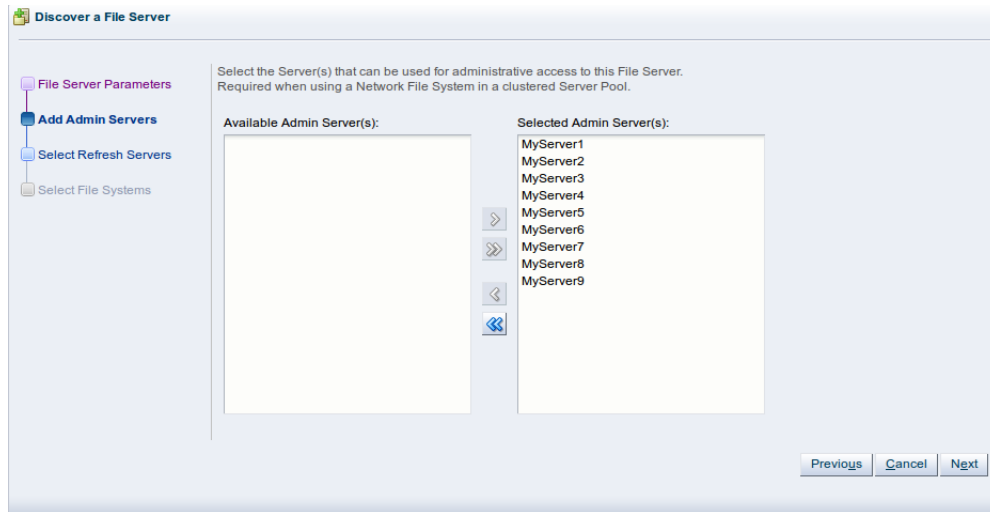 Discover a File Server
File Server Parameters
Add Admin Servers
Select Refresh Servers
Select File Systems
Select the Server(s) that can be used for administrative access to this File Server.
Required when using a Network File System in a clustered Server Pool.
Available Admin Server(s):
Selected Admin Server(s):
MyServer1
MyServer2
MyServer3
MyServer4
MyServer5
MyServer6
MyServer7
MyServer8
MyServer9
Previous
Cancel
Next